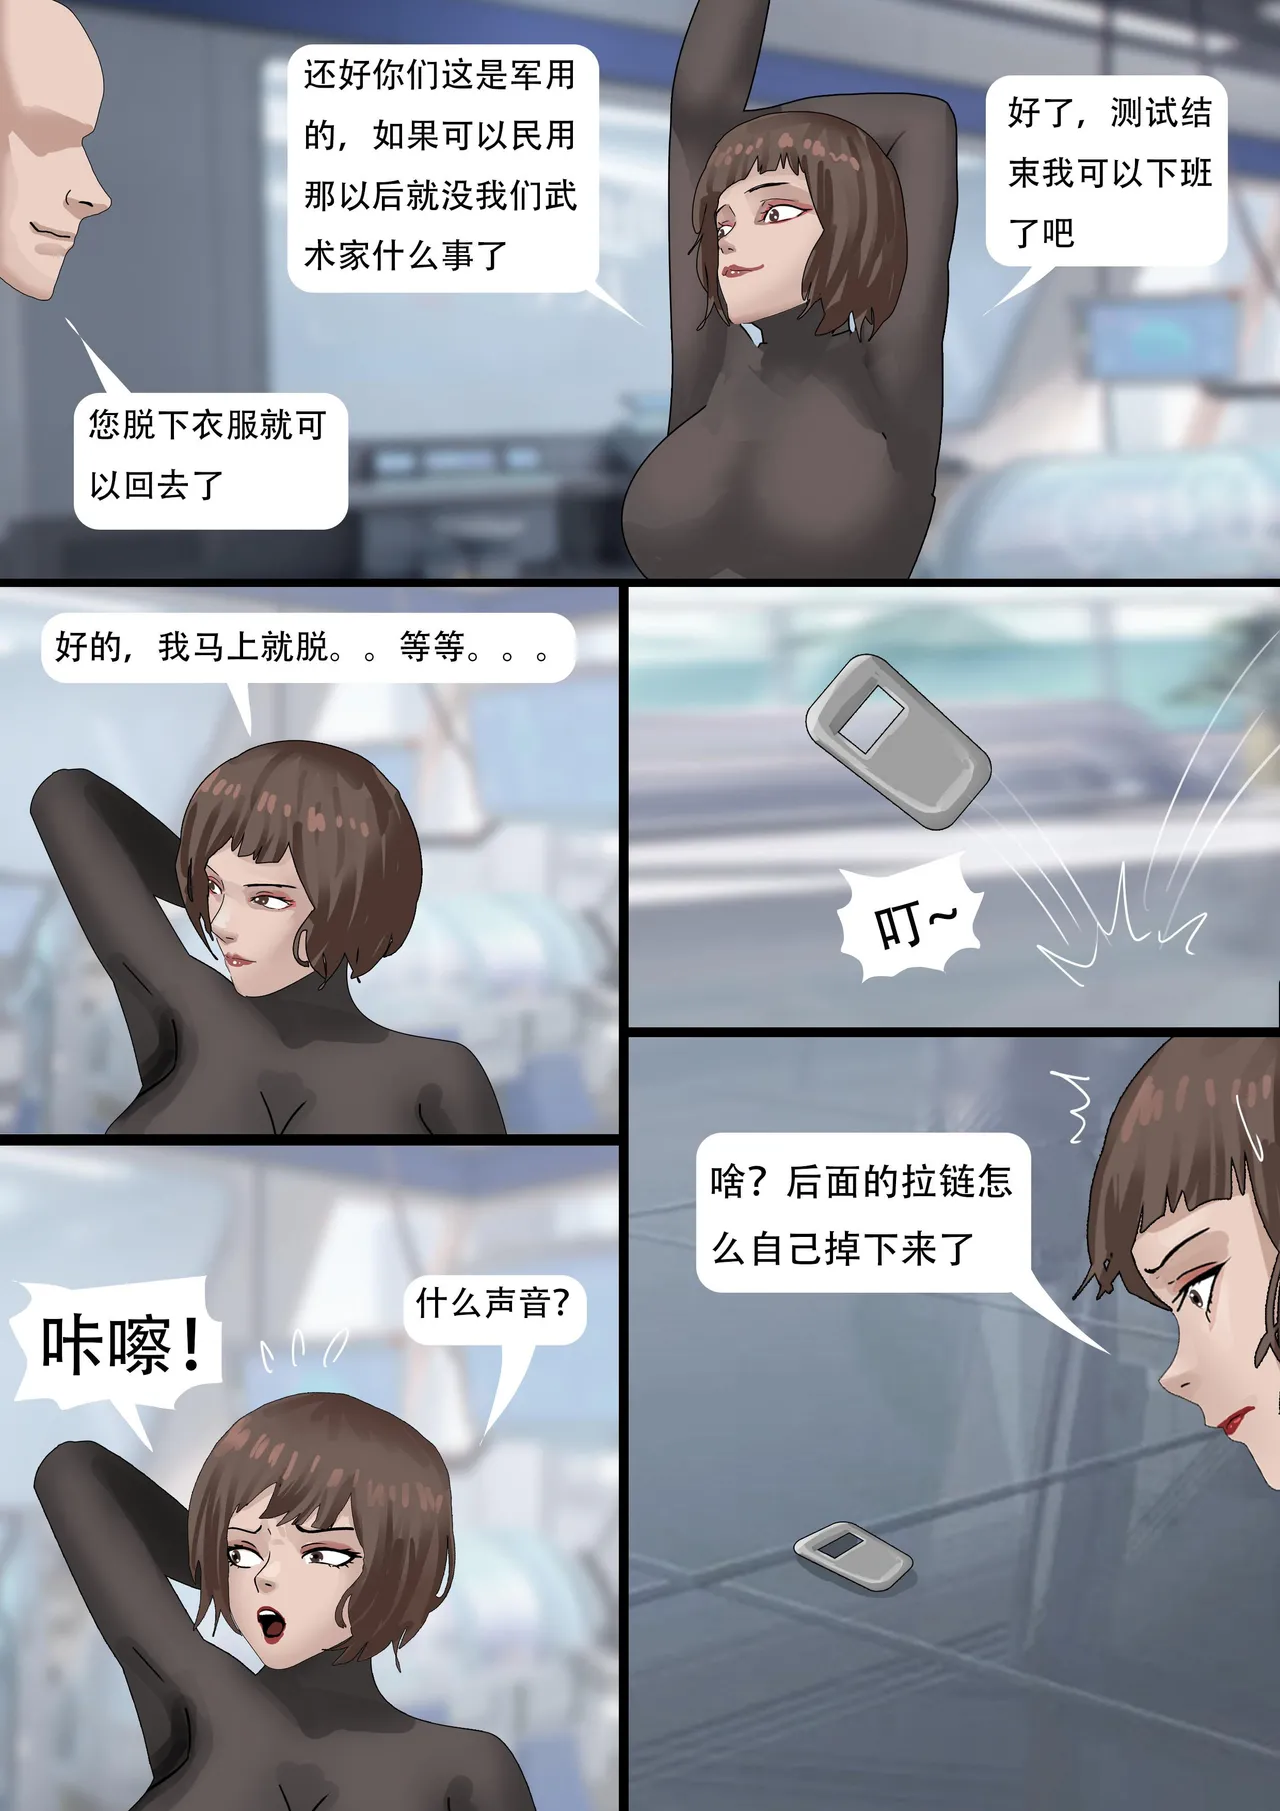 还好你们这是军用
的，如果可以民用
那以后就没我们武
术家什么事了
好了，测试结
束我可以下班
了吧
您脱下衣服就可
以回去了
好的，我马上就脱。。等等。。。
叮~
咔嚓！
什么声音？
啥？后面的拉链怎
么自己掉下来了